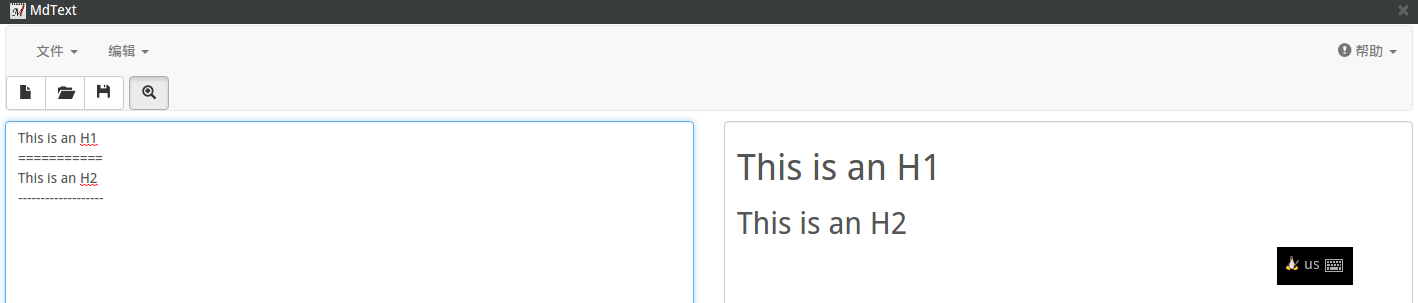 MdText
文件 编辑 帮助
This is an H1
===========
This is an H2
-------------------
This is an H1
This is an H2
us